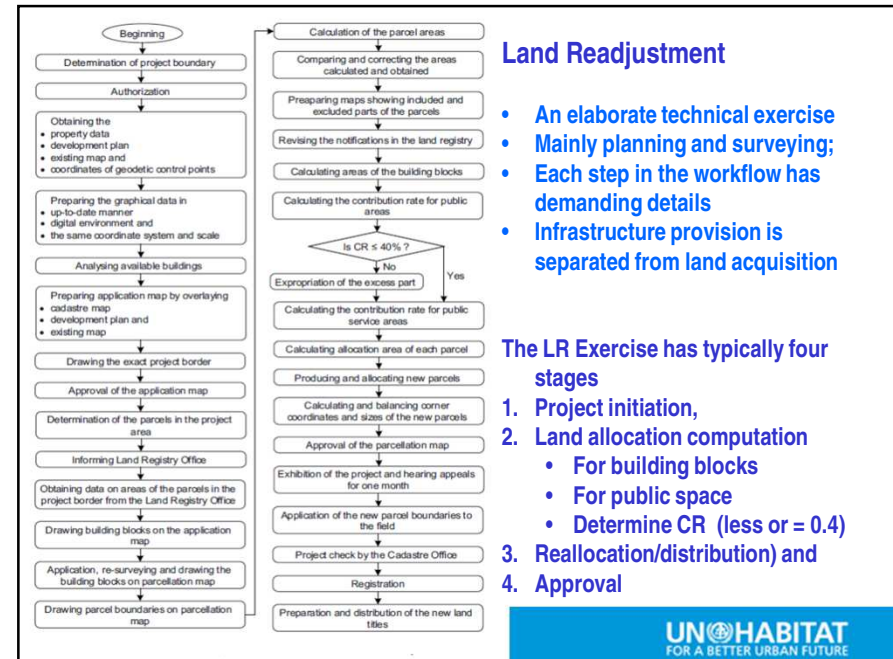 Beginning
Determination of project boundary
Authorization
Obtaining the
• property data
• development plan
• existing map and
• coordinates of geodetic control points
Preparing the graphical data in
• up-to-date manner
• digital environment and
• the same coordinate system and scale
Analysing available buildings
Preparing application map by overlaying
• cadastre map
• development plan and
• existing map
Drawing the exact project border
Approval of the application map
Determination of the parcels in the project
area
Informing Land Registry Office
Obtaining data on areas of the parcels in the
project border from the Land Registry Office
Drawing building blocks on the application
map
Application, re-surveying and drawing the
building blocks on parcellation map
Drawing parcel boundaries on parcellation
map
Calculation of the parcel areas
Comparing and correcting the areas
calculated and obtained
Preaparing maps showing included and
excluded parts of the parcels
Revising the notifications in the land registry
Calculating areas of the building blocks
Calculating the contribution rate for public
areas
Is CR ≤ 40% ?
No
Yes
Expropriation of the excess part
Calculating the contribution rate for public
service areas
Calculating allocation area of each parcel
Producing and allocating new parcels
Calculating and balancing corner
coordinates and sizes of the new parcels
Approval of the parcellation map
Exhibition of the project and hearing appeals
for one month
Application of the new parcel boundaries to
the field
Project check by the Cadastre Office
Registration
Preparation and distribution of the new land
titles
Land Readjustment
• An elaborate technical exercise
• Mainly planning and surveying;
• Each step in the workflow has
demanding details
• Infrastructure provision is
separated from land acquisition
The LR Exercise has typically four
stages
1. Project initiation,
2. Land allocation computation
• For building blocks
• For public space
• Determine CR (less or = 0.4)
3. Reallocation/distribution) and
4. Approval
UN HABITAT
FOR A BETTER URBAN FUTURE